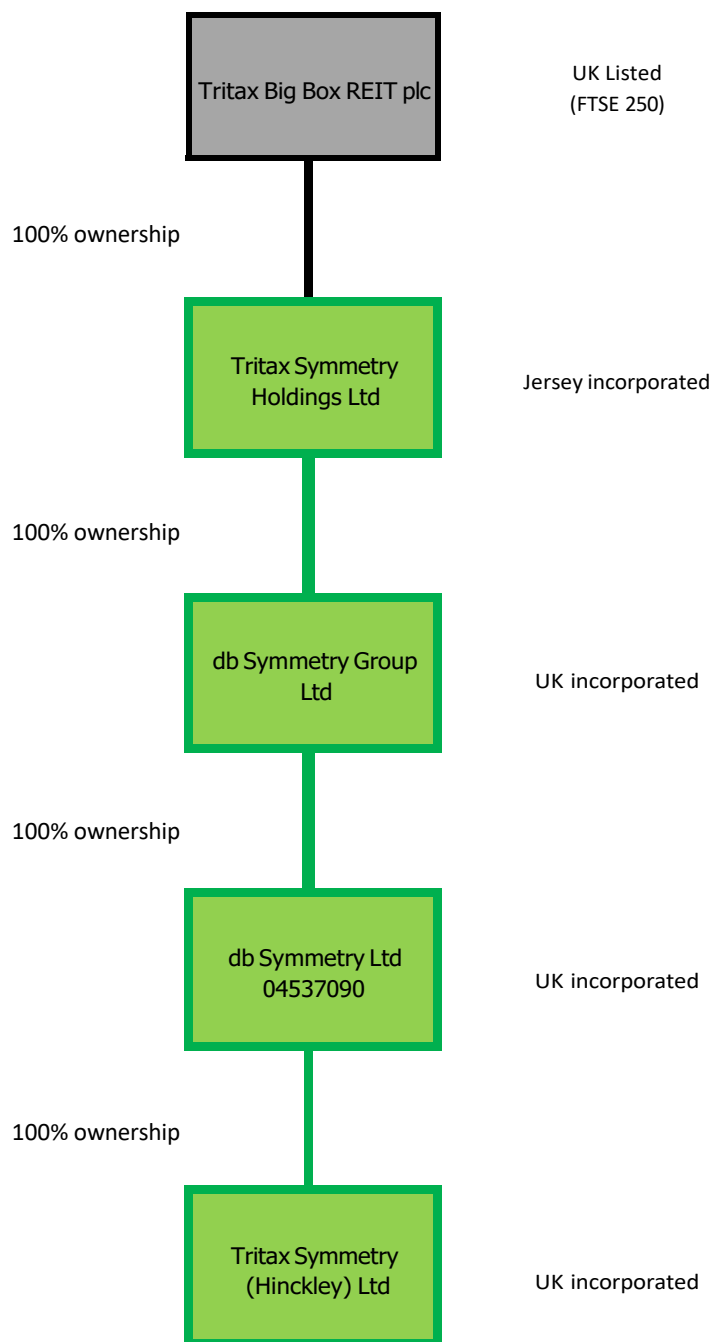 Tritax Big Box REIT plc
UK Listed
(FTSE 250)
100% ownership
Tritax Symmetry
Holdings Ltd
Jersey incorporated
100% ownership
db Symmetry Group
Ltd
UK incorporated
100% ownership
db Symmetry Ltd
04537090
UK incorporated
100% ownership
Tritax Symmetry
(Hinckley) Ltd
UK incorporated